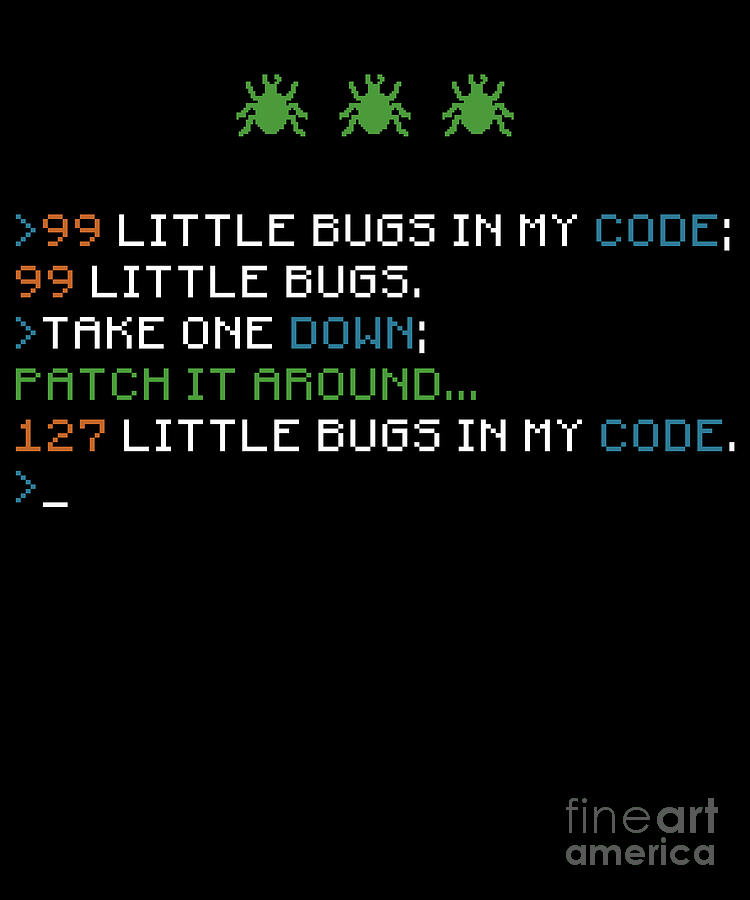 >99 LITTLE BUGS IN MY CODE;
99 LITTLE BUGS.
>TAKE ONE DOWN;
PATCH IT AROUND...
127 LITTLE BUGS IN MY CODE.
>_
fineart
america